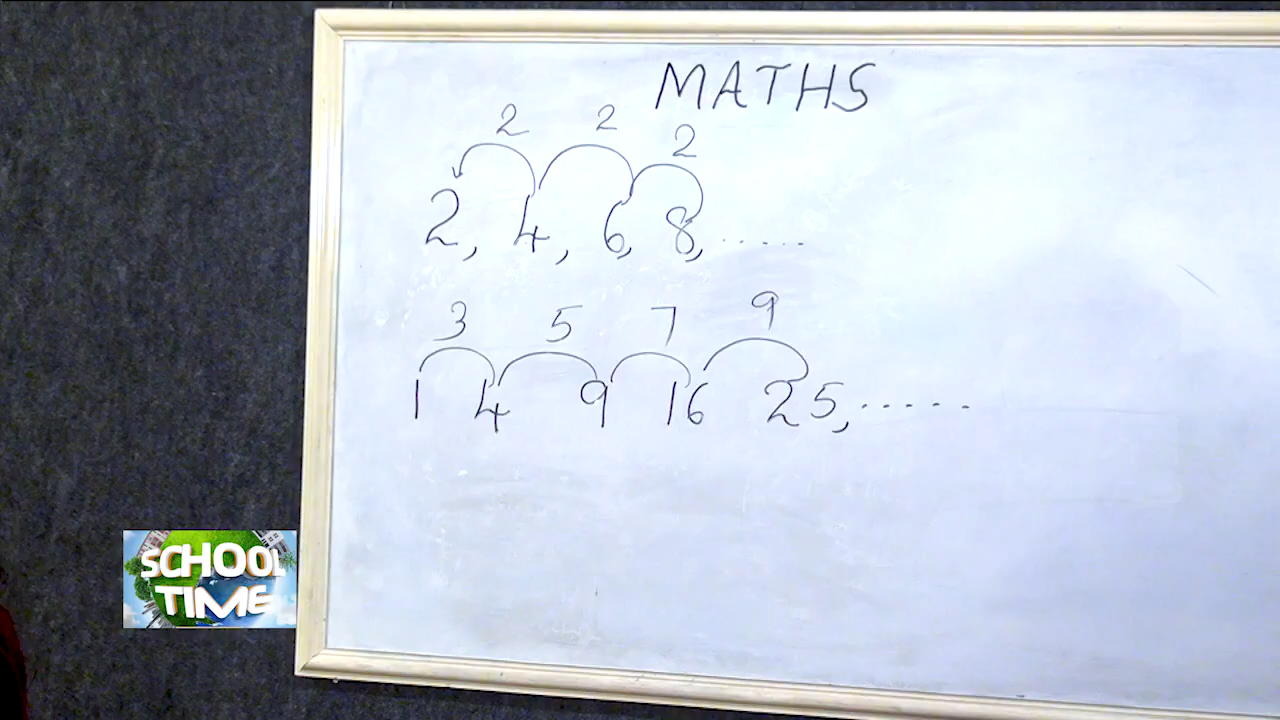 MATHS
2 2 2
2, 4, 6, 8, .....
3 5 7 9
1 4 9 16 25, .....
SCHOOL
TIME